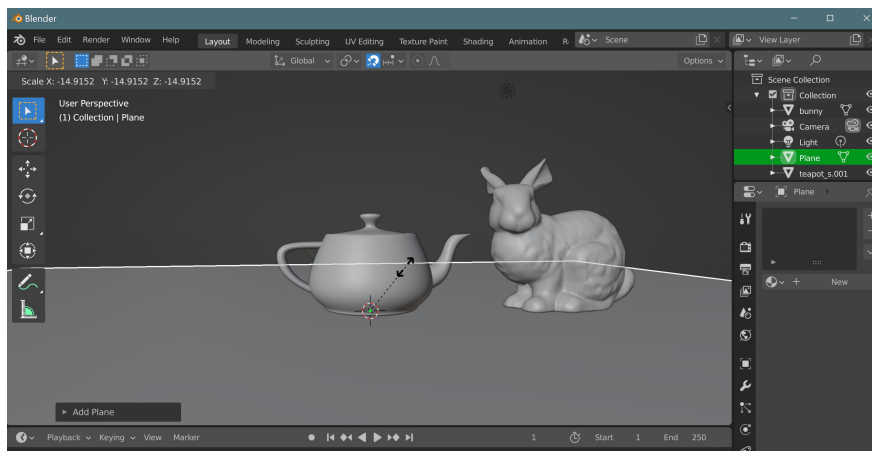 Blender
File Edit Render Window Help Layout Modeling Sculpting UV Editing Texture Paint Shading Animation R Scene View Layer
Global Options
Scale X: -14.9152 Y: -14.9152 Z: -14.9152
User Perspective
(1) Collection | Plane
Scene Collection
Collection
bunny
Camera
Light
Plane
teapot_s.001
Plane
New
Add Plane
Playback Keying View Marker 1 Start 1 End 250